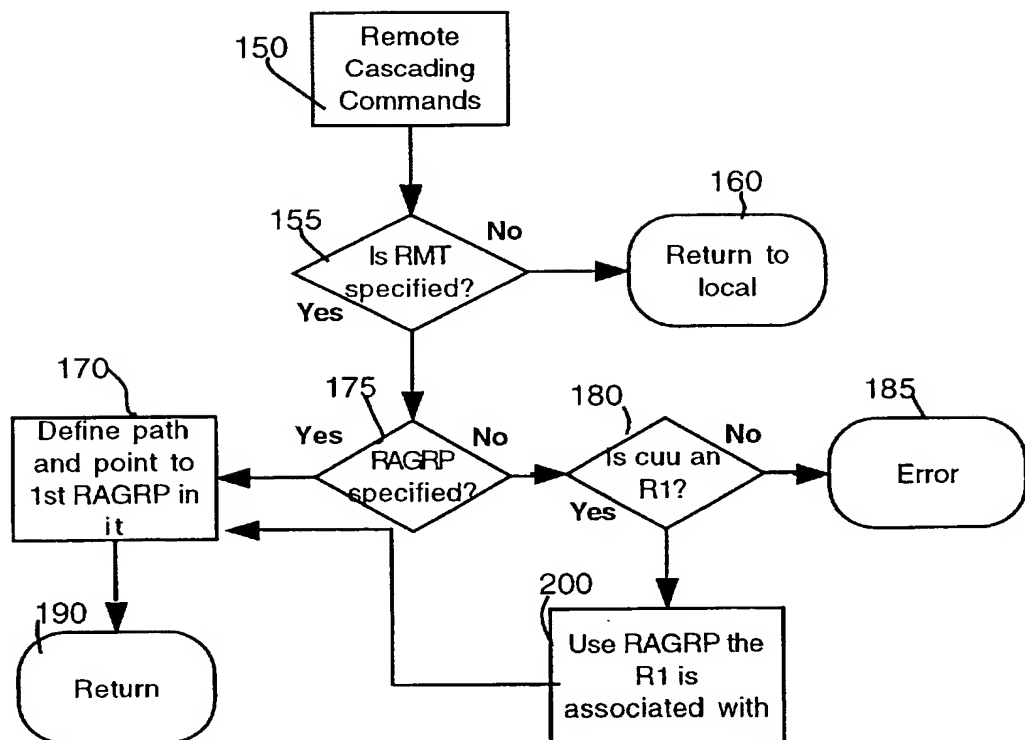 150
Remote
Cascading
Commands
155
Is RMT
specified?
No
Yes
160
Return to
local
170
Define path
and point to
1st RAGRP in
it
175
Yes
RAGRP
specified?
No
180
Is cuu an
R1?
No
Yes
185
Error
190
Return
200
Use RAGRP the
R1 is
associated with